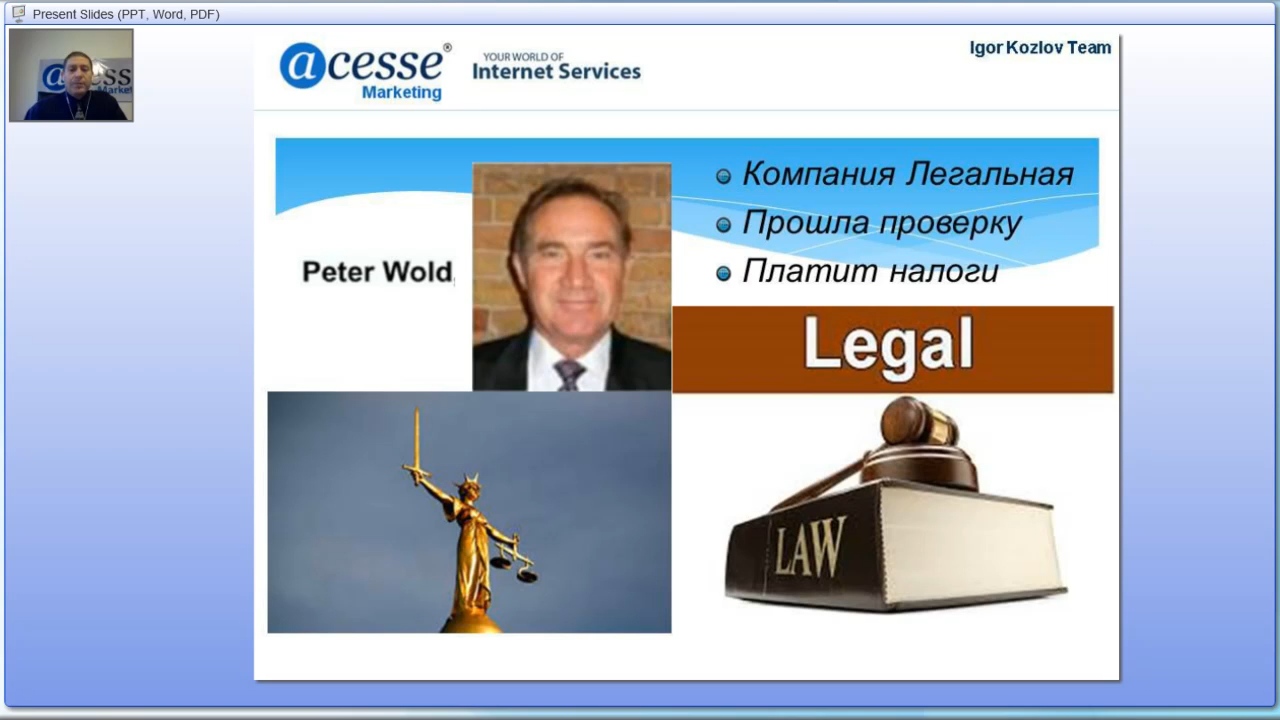 Present Slides (PPT, Word, PDF)
acesse®
Marketing
YOUR WORLD OF
Internet Services
Igor Kozlov Team
Компания Легальная
Прошла проверку
Платит налоги
Peter Wold
Legal
LAW